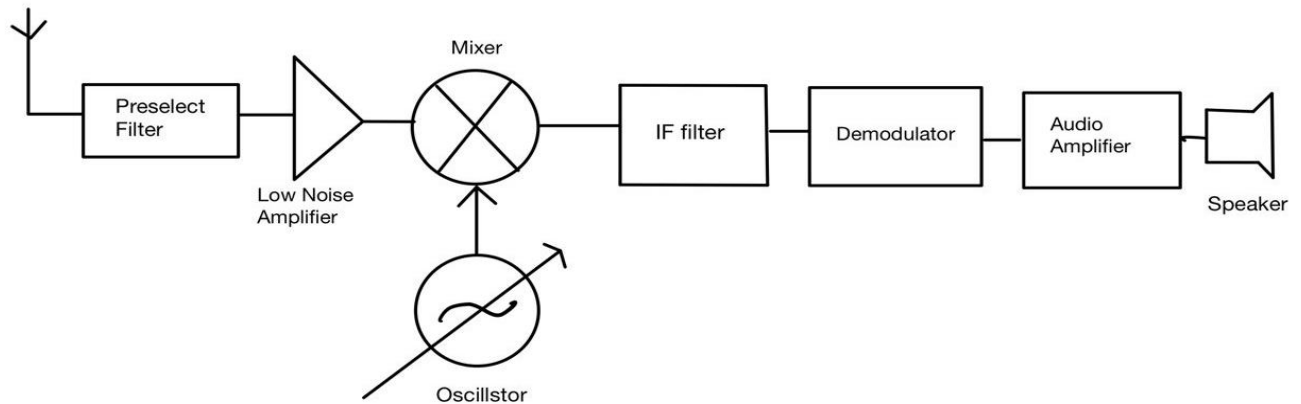 Mixer
Preselect
Filter
Low Noise
Amplifier
IF filter
Demodulator
Audio
Amplifier
Speaker
Oscillstor